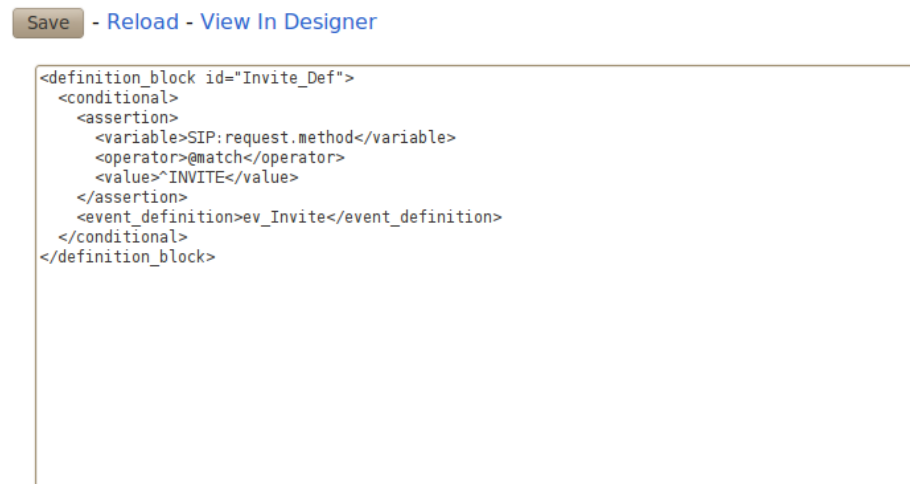 Save - Reload - View In Designer
<definition_block id="Invite_Def">
  <conditional>
    <assertion>
      <variable>SIP:request.method</variable>
      <operator>@match</operator>
      <value>^INVITE</value>
    </assertion>
    <event_definition>ev_Invite</event_definition>
  </conditional>
</definition_block>